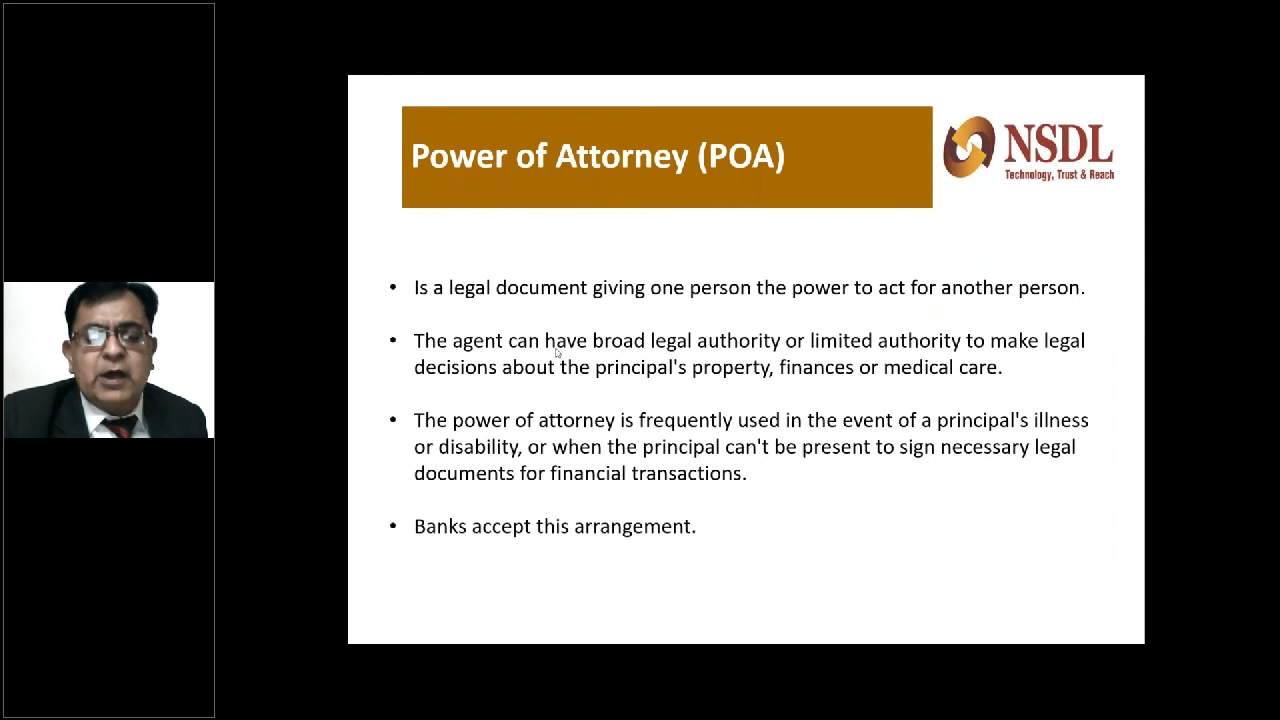 Power of Attorney (POA)
NSDL
Technology, Trust & Reach
• Is a legal document giving one person the power to act for another person.
• The agent can have broad legal authority or limited authority to make legal
decisions about the principal's property, finances or medical care.
• The power of attorney is frequently used in the event of a principal's illness
or disability, or when the principal can't be present to sign necessary legal
documents for financial transactions.
• Banks accept this arrangement.